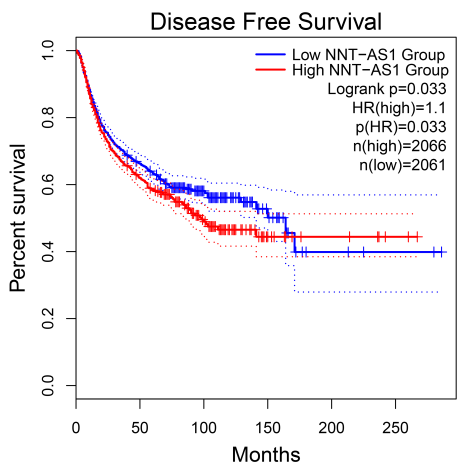 Disease Free Survival
Low NNT−AS1 Group
High NNT−AS1 Group
Logrank p=0.033
HR(high)=1.1
p(HR)=0.033
n(high)=2066
n(low)=2061
Percent survival
1.0
0.8
0.6
0.4
0.2
0.0
0 50 100 150 200 250
Months